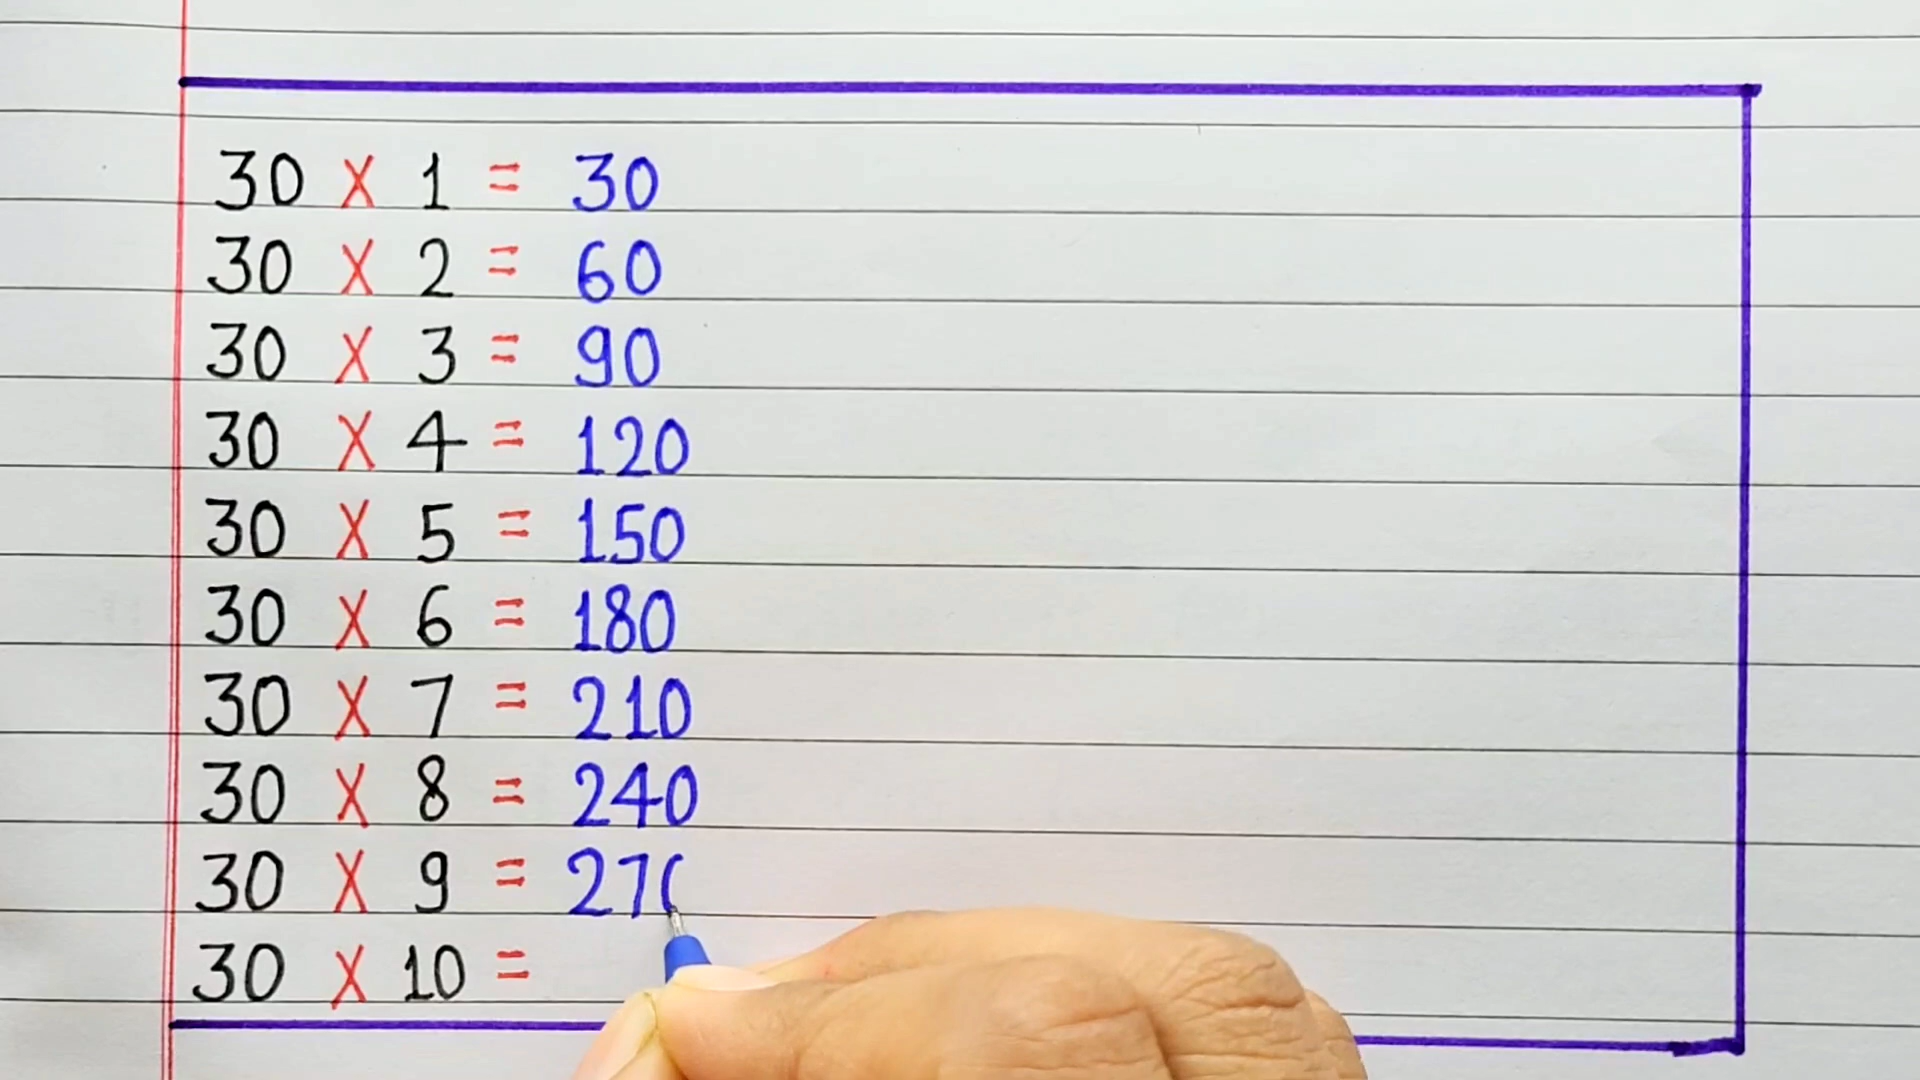 30 X 1 = 30
30 X 2 = 60
30 X 3 = 90
30 X 4 = 120
30 X 5 = 150
30 X 6 = 180
30 X 7 = 210
30 X 8 = 240
30 X 9 = 270
30 X 10 =